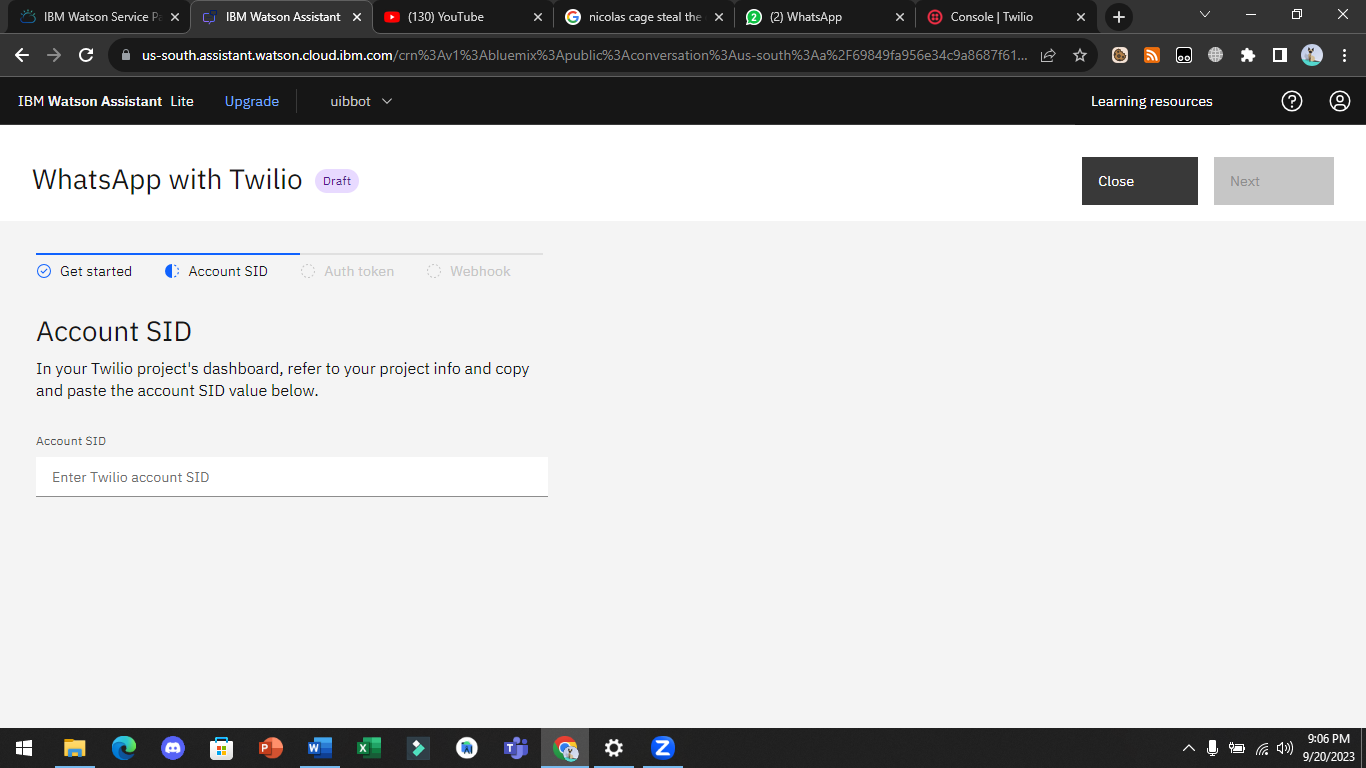 IBM Watson Service Pa
IBM Watson Assistant
(130) YouTube
nicolas cage steal the
(2) WhatsApp
Console | Twilio
us-south.assistant.watson.cloud.ibm.com/crn%3Av1%3Abluemix%3Apublic%3Aconversation%3Aus-south%3Aa%2F69849fa956e34c9a8687f61...
IBM Watson Assistant Lite
Upgrade
uibbot
Learning resources
WhatsApp with Twilio
Draft
Close
Next
Get started
Account SID
Auth token
Webhook
Account SID
In your Twilio project's dashboard, refer to your project info and copy
and paste the account SID value below.
Account SID
Enter Twilio account SID
9:06 PM
9/20/2023